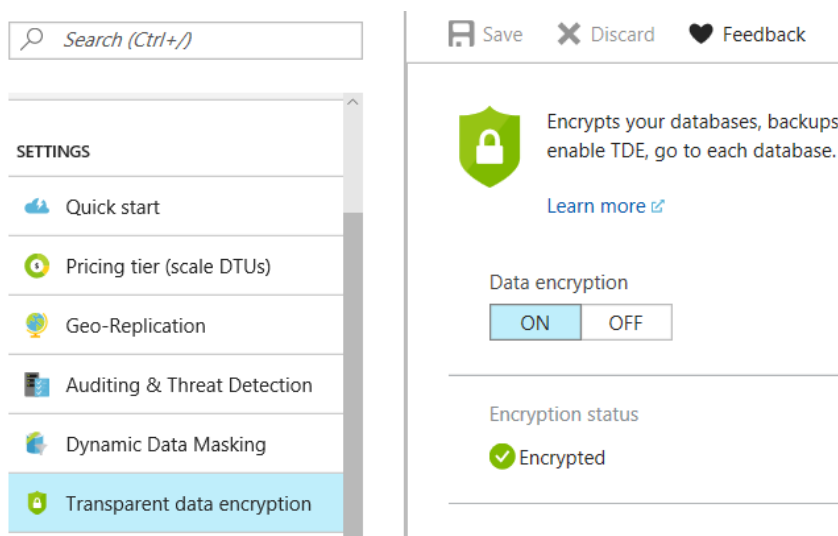 Search (Ctrl+/)
SETTINGS
Quick start
Pricing tier (scale DTUs)
Geo-Replication
Auditing & Threat Detection
Dynamic Data Masking
Transparent data encryption
Save Discard Feedback
Encrypts your databases, backups
enable TDE, go to each database.
Learn more
Data encryption
ON OFF
Encryption status
Encrypted